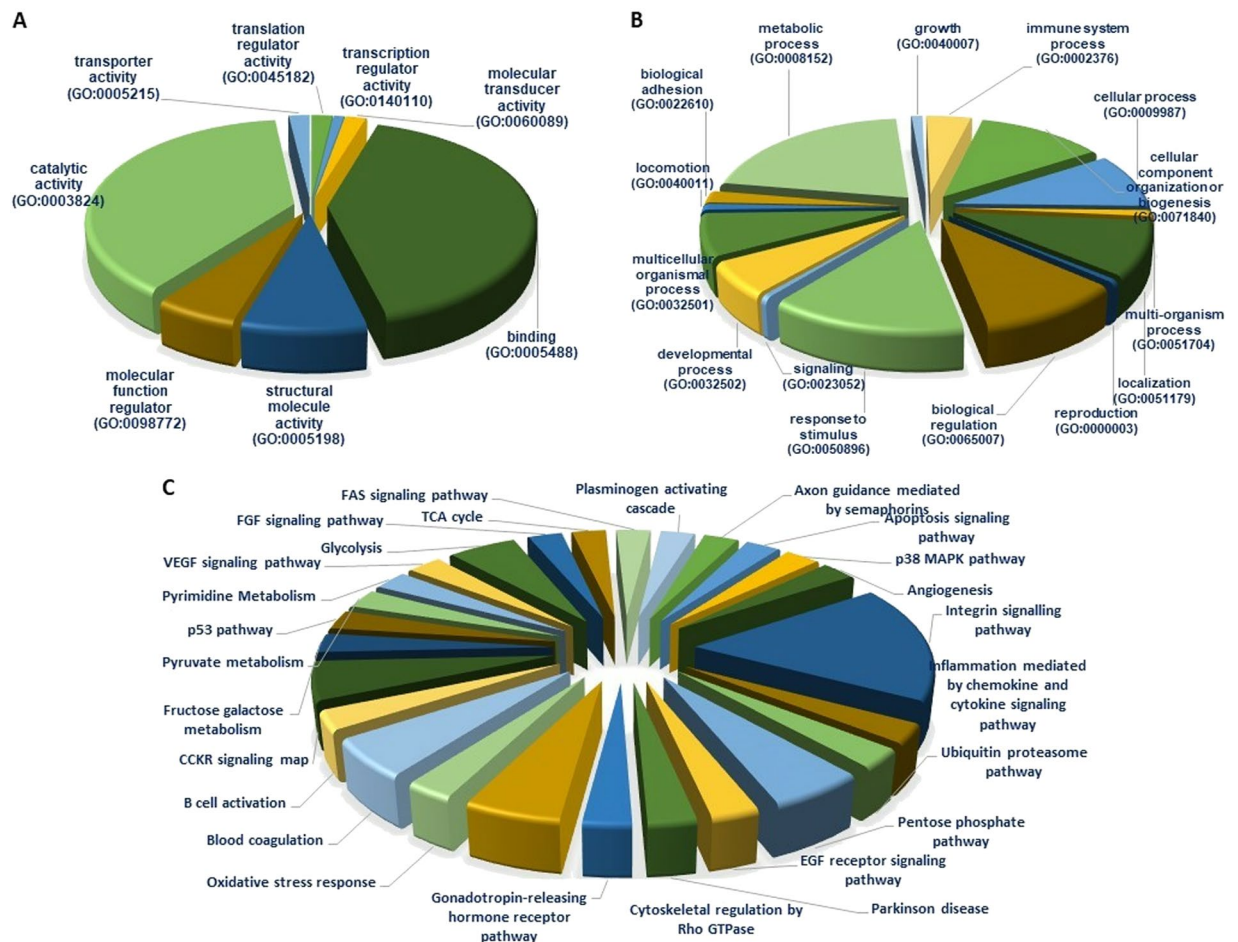 A
translation
regulator
activity
(GO:0045182)
transcription
regulator
activity
(GO:0140110)
transporter
activity
(GO:0005215)
molecular
transducer
activity
(GO:0060089)
catalytic
activity
(GO:0003824)
binding
(GO:0005488)
molecular
function
regulator
(GO:0098772)
structural
molecule
activity
(GO:0005198)
B
metabolic
process
(GO:0008152)
growth
(GO:0040007)
immune system
process
(GO:0002376)
biological
adhesion
(GO:0022610)
cellular process
(GO:0009987)
locomotion
(GO:0040011)
cellular
component
organization or
biogenesis
(GO:0071840)
multicellular
organismal
process
(GO:0032501)
multi-organism
process
(GO:0051704)
developmental
process
(GO:0032502)
signaling
(GO:0023052)
localization
(GO:0051179)
response to
stimulus
(GO:0050896)
biological
regulation
(GO:0065007)
reproduction
(GO:0000003)
C
FAS signaling pathway
Plasminogen activating
cascade
Axon guidance mediated
by semaphorins
FGF signaling pathway
TCA cycle
Apoptosis signaling
pathway
Glycolysis
p38 MAPK pathway
VEGF signaling pathway
Angiogenesis
Pyrimidine Metabolism
Integrin signalling
pathway
p53 pathway
Pyruvate metabolism
Inflammation mediated
by chemokine and
cytokine signaling
pathway
Fructose galactose
metabolism
CCKR signaling map
Ubiquitin proteasome
pathway
B cell activation
Blood coagulation
Pentose phosphate
pathway
Oxidative stress response
EGF receptor signaling
pathway
Gonadotropin-releasing
hormone receptor
pathway
Cytoskeletal regulation by
Rho GTPase
Parkinson disease